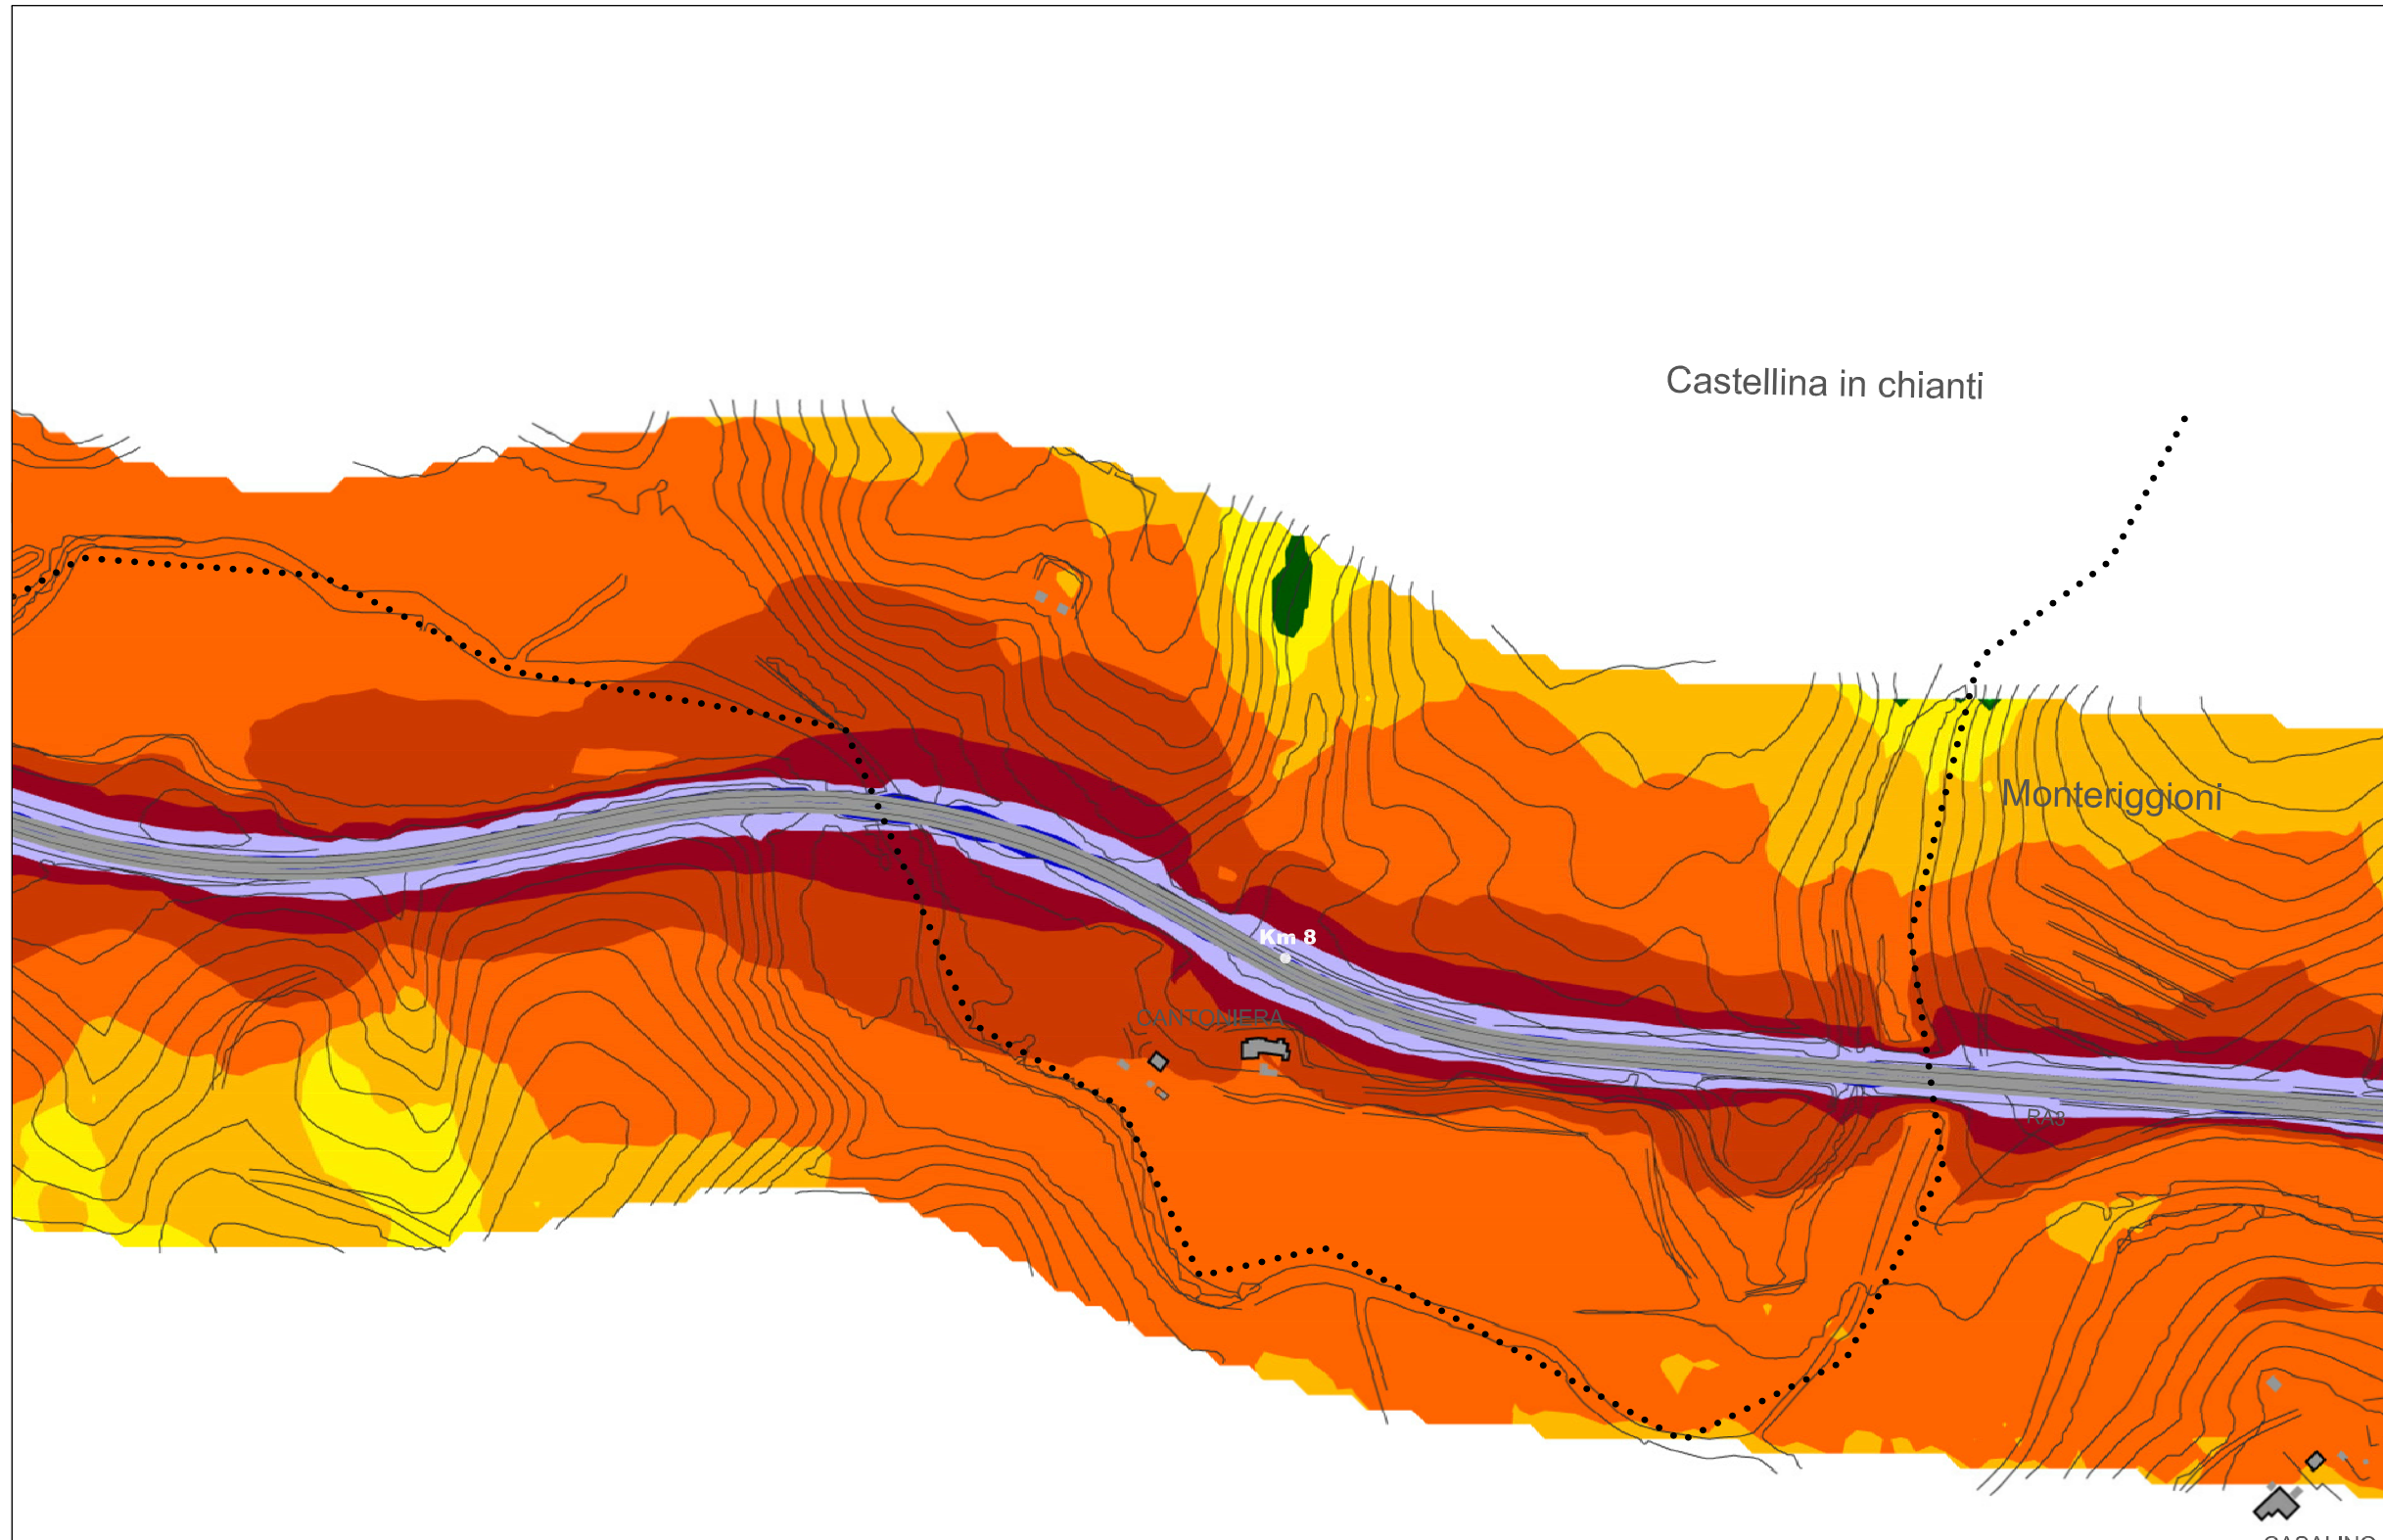 Castellina in chianti
Monteriggioni
Km 8
CANTONIERA
RA3